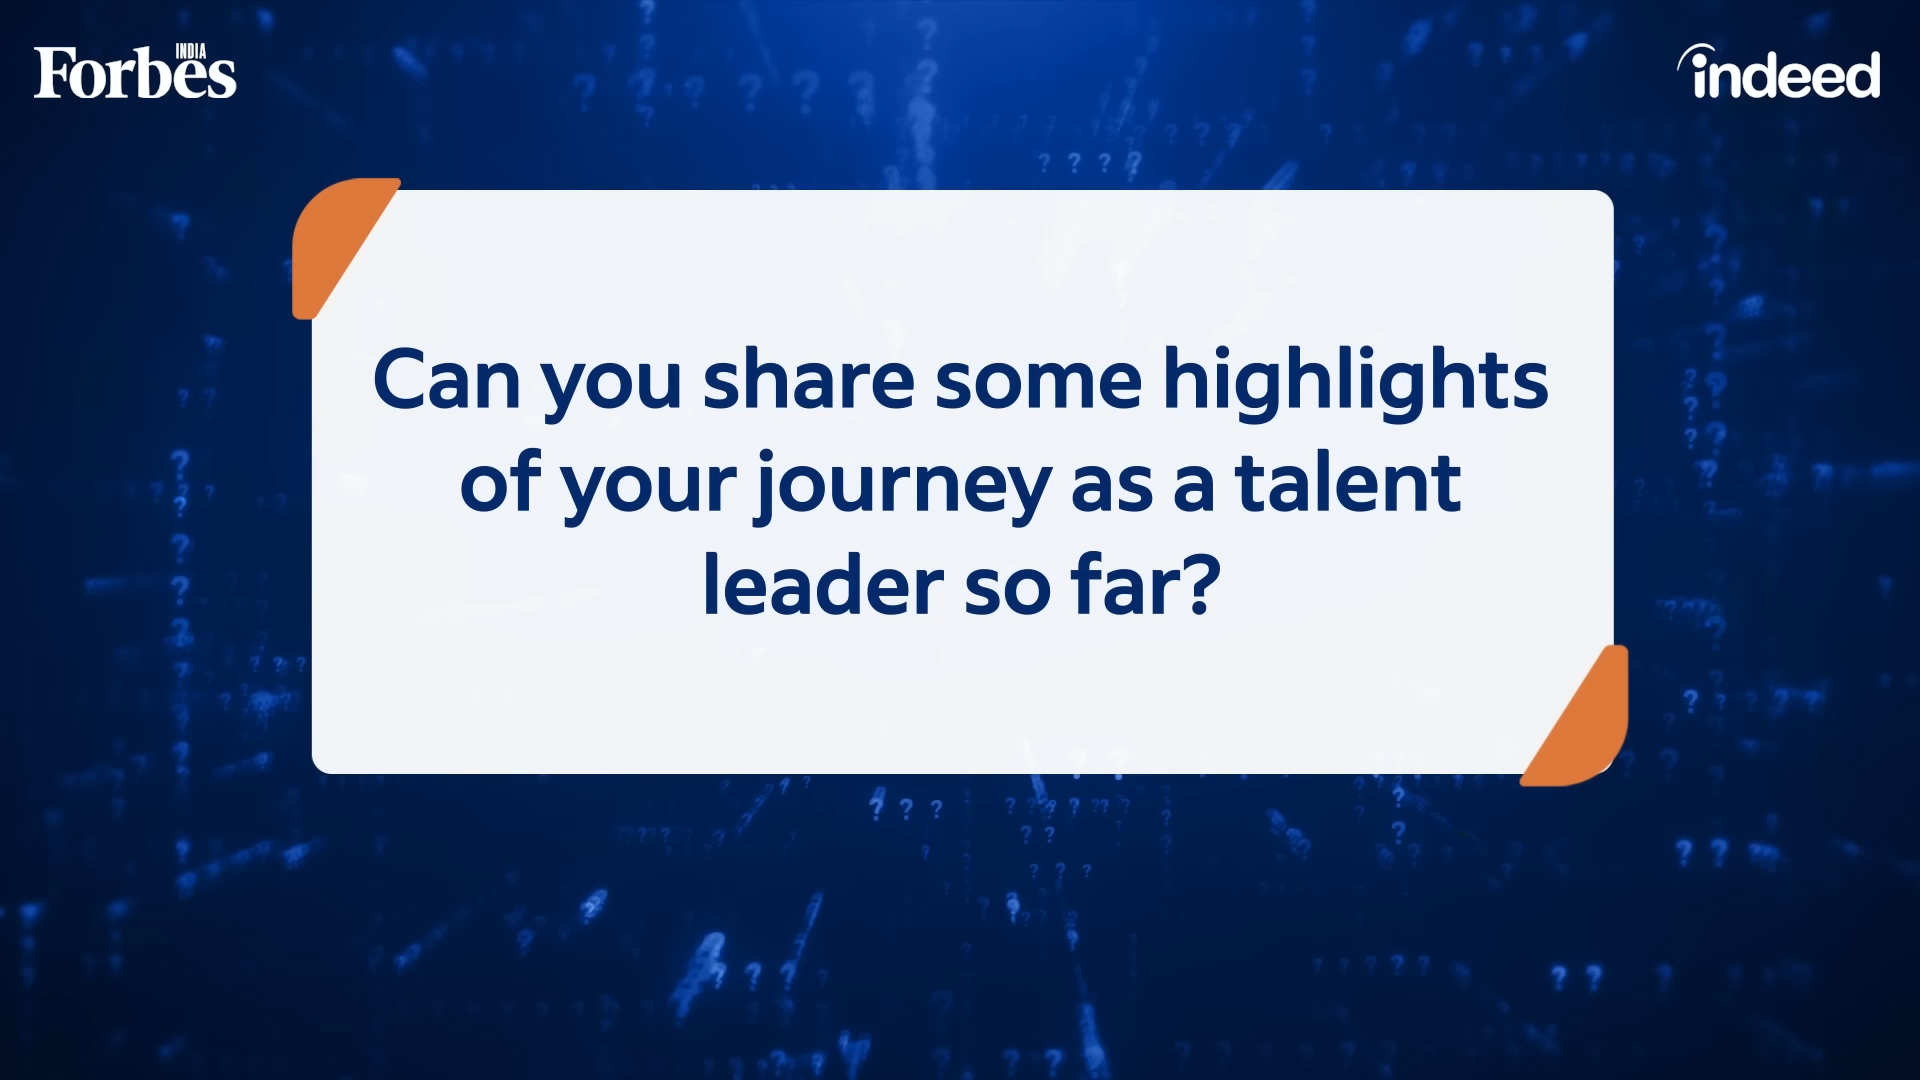 Forbes
INDIA
indeed
Can you share some highlights
of your journey as a talent
leader so far?